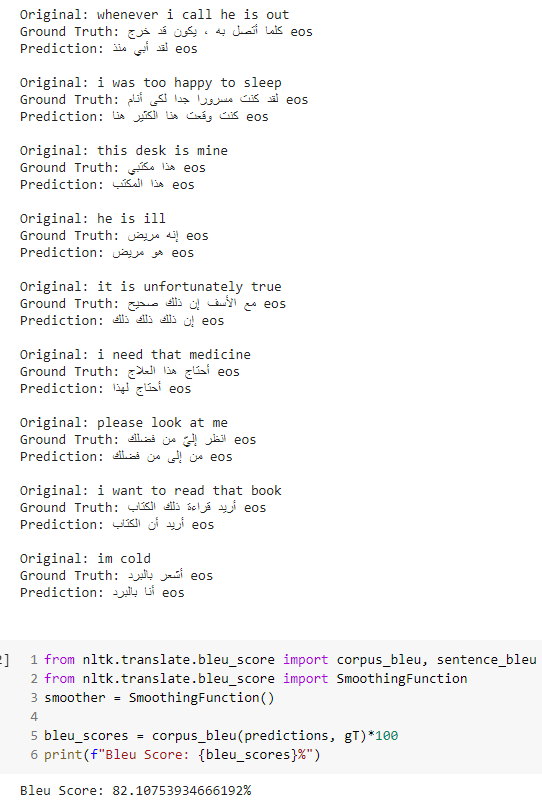 Original: whenever i call he is out
Ground Truth: كلما أتصل به ، يكون قد خرج eos
Prediction: لقد أبي منذ eos
Original: i was too happy to sleep
Ground Truth: لقد كنت مسرورا جدا لكى أنام eos
Prediction: كنت وقعت هنا الكثير هنا eos
Original: this desk is mine
Ground Truth: هذا مكتبي eos
Prediction: هذا المكتب eos
Original: he is ill
Ground Truth: إنه مريض eos
Prediction: هو مريض eos
Original: it is unfortunately true
Ground Truth: مع الأسف إن ذلك صحيح eos
Prediction: إن ذلك ذلك ذلك eos
Original: i need that medicine
Ground Truth: أحتاج هذا العلاج eos
Prediction: أحتاج لهذا eos
Original: please look at me
Ground Truth: انظر إليّ من فضلك eos
Prediction: من إلى من فضلك eos
Original: i want to read that book
Ground Truth: أريد قراءة ذلك الكتاب eos
Prediction: أريد أن الكتاب eos
Original: im cold
Ground Truth: أشعر بالبرد eos
Prediction: أنا بالبرد eos
2] 1 from nltk.translate.bleu_score import corpus_bleu, sentence_bleu
2 from nltk.translate.bleu_score import SmoothingFunction
3 smoother = SmoothingFunction()
4
5 bleu_scores = corpus_bleu(predictions, gT)*100
6 print(f"Bleu Score: {bleu_scores}%")
Bleu Score: 82.10753934666192%